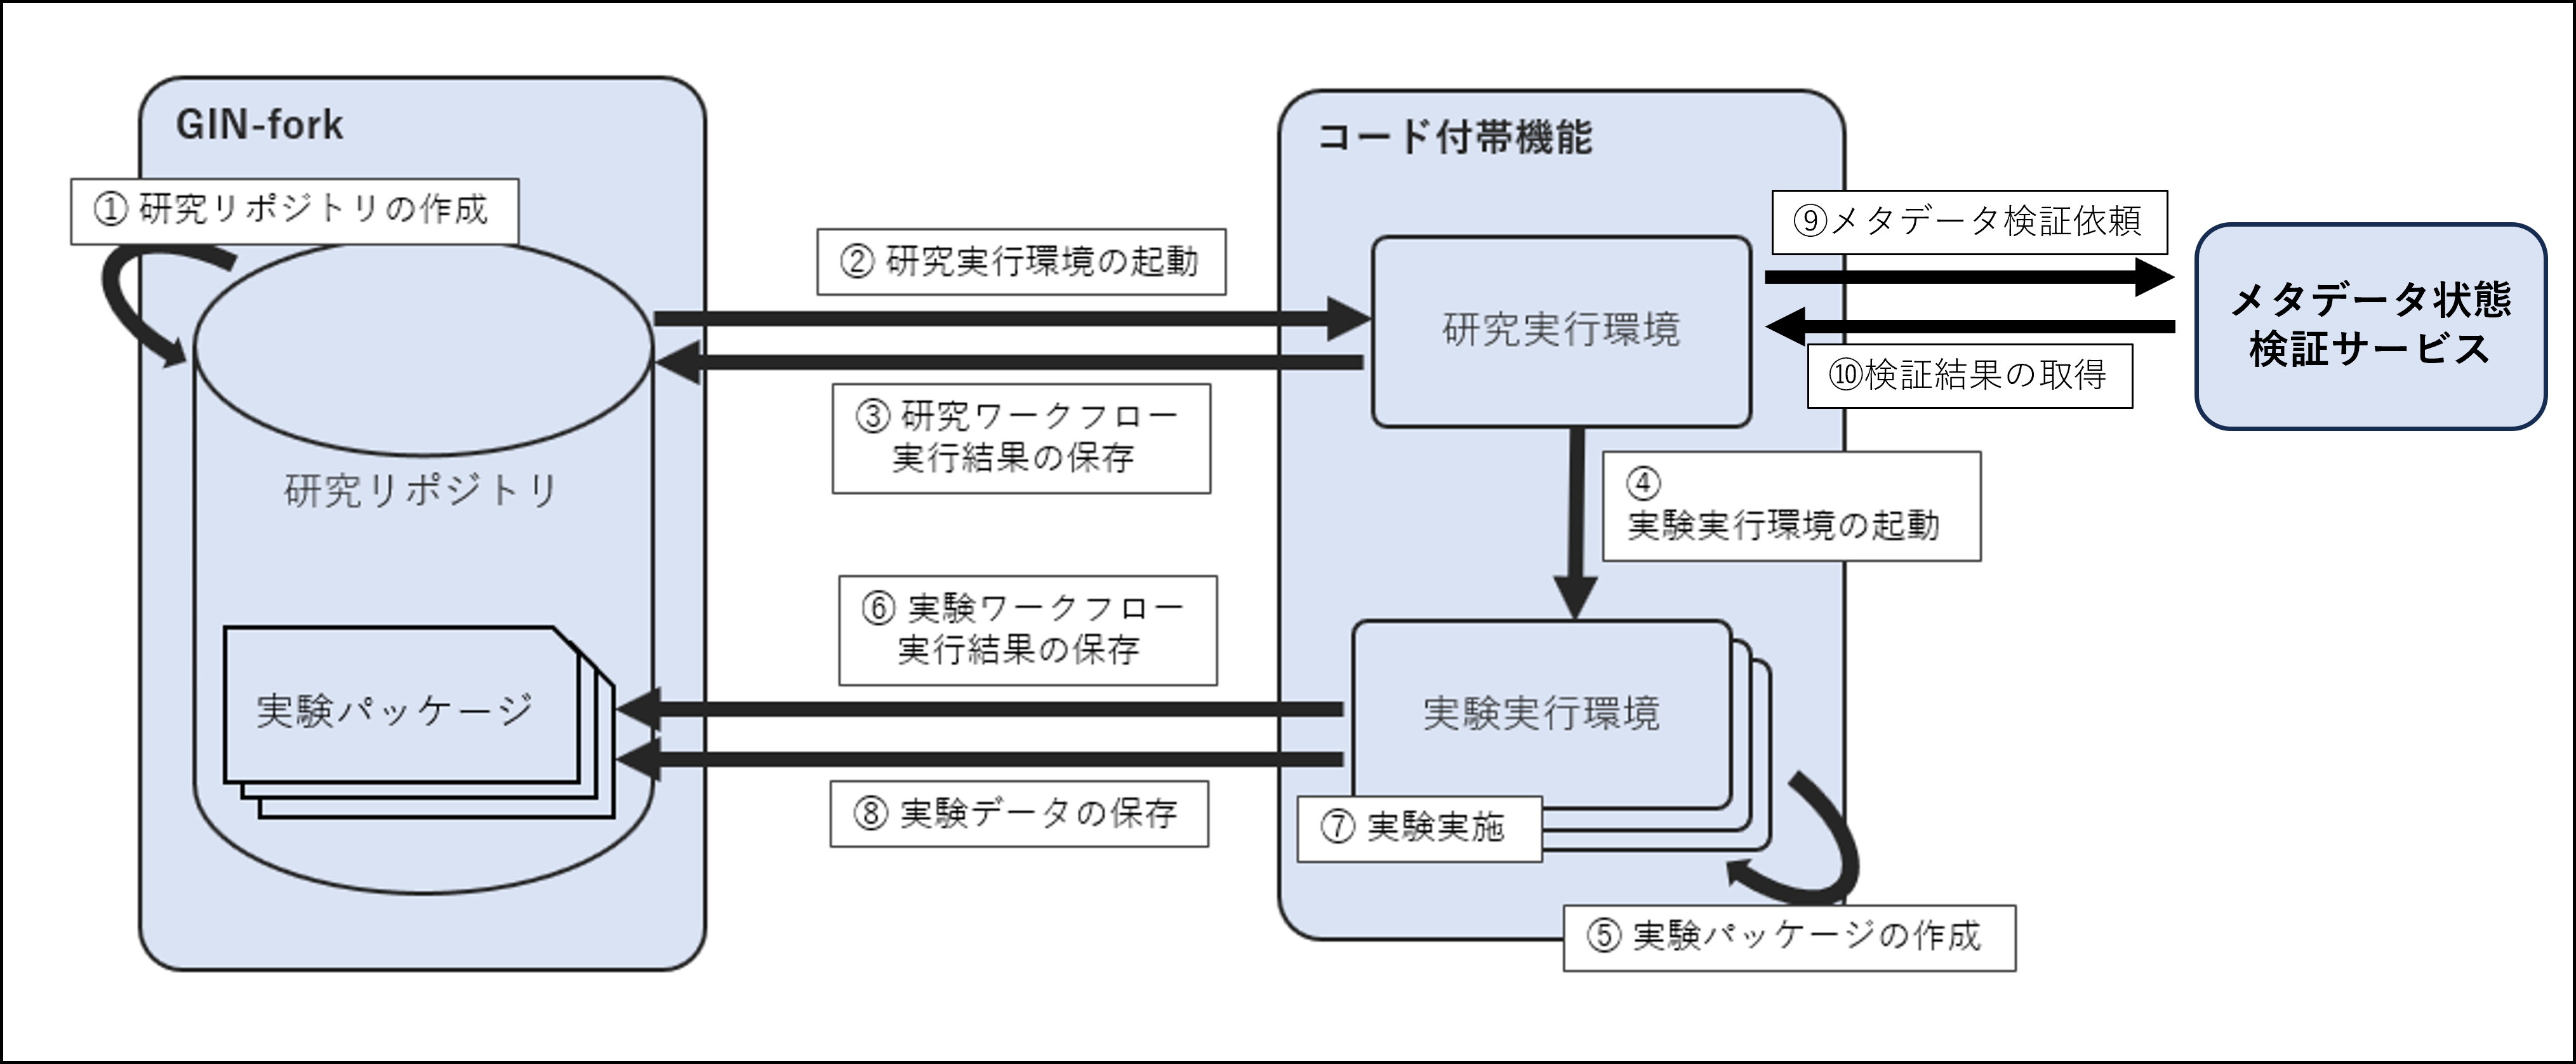 GIN-fork
① 研究リポジトリの作成
研究リポジトリ
実験パッケージ
② 研究実行環境の起動
③ 研究ワークフロー
実行結果の保存
⑥ 実験ワークフロー
実行結果の保存
⑧ 実験データの保存
コード付帯機能
研究実行環境
④
実験実行環境の起動
実験実行環境
⑦ 実験実施
⑤ 実験パッケージの作成
⑨メタデータ検証依頼
⑩検証結果の取得
メタデータ状態
検証サービス